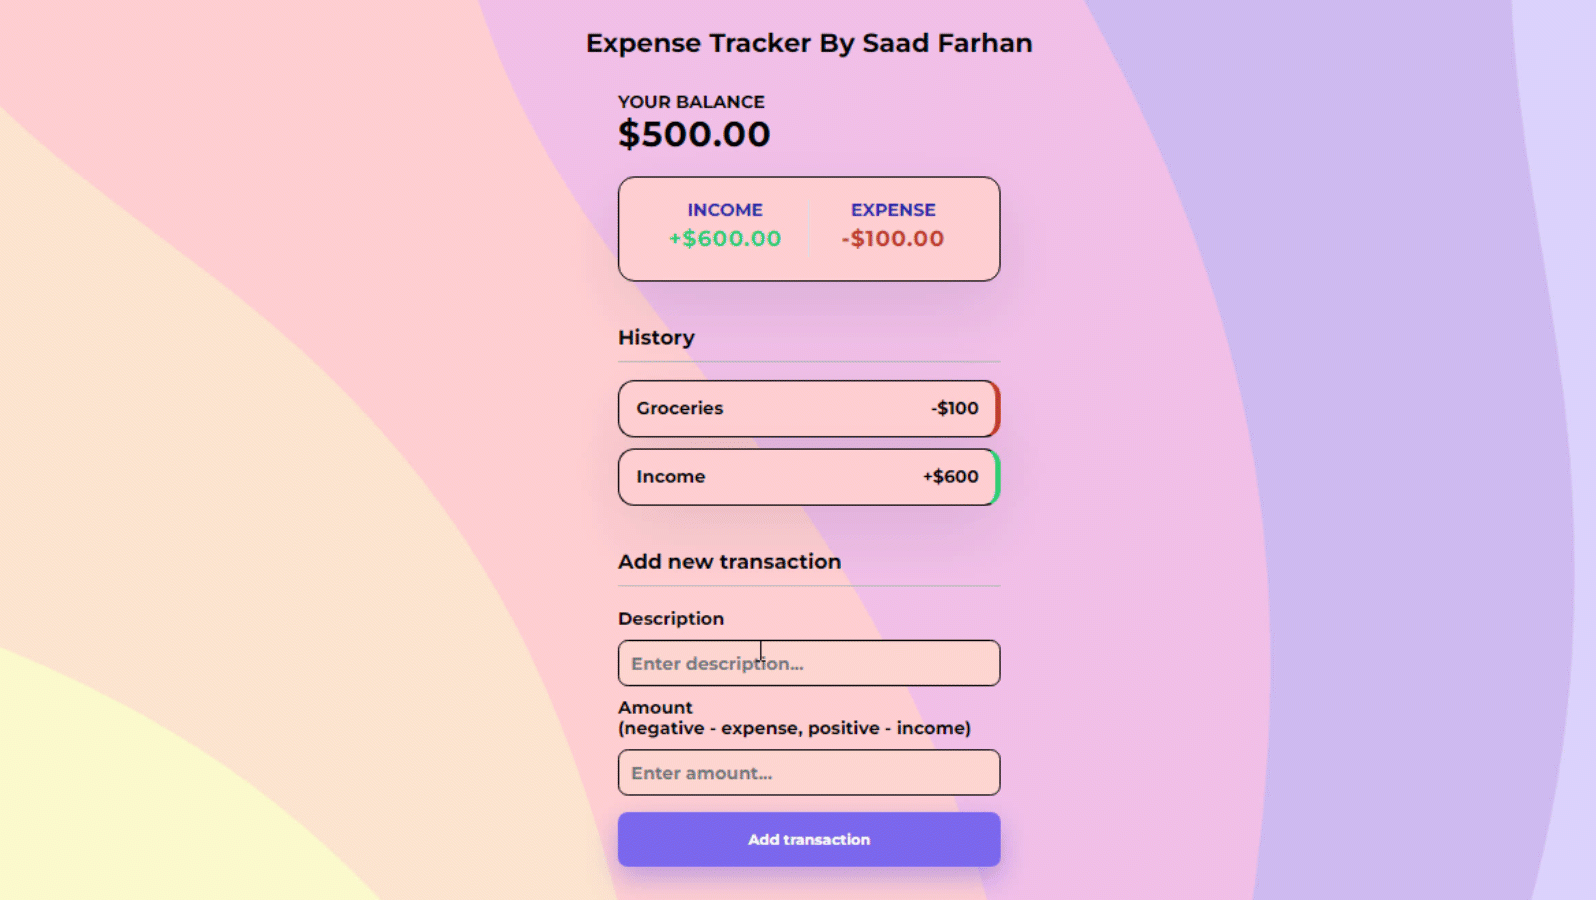 Expense Tracker By Saad Farhan
YOUR BALANCE
$500.00
INCOME EXPENSE
+$600.00 -$100.00
History
Groceries -$100
Income +$600
Add new transaction
Description
Enter description...
Amount
(negative - expense, positive - income)
Enter amount...
Add transaction